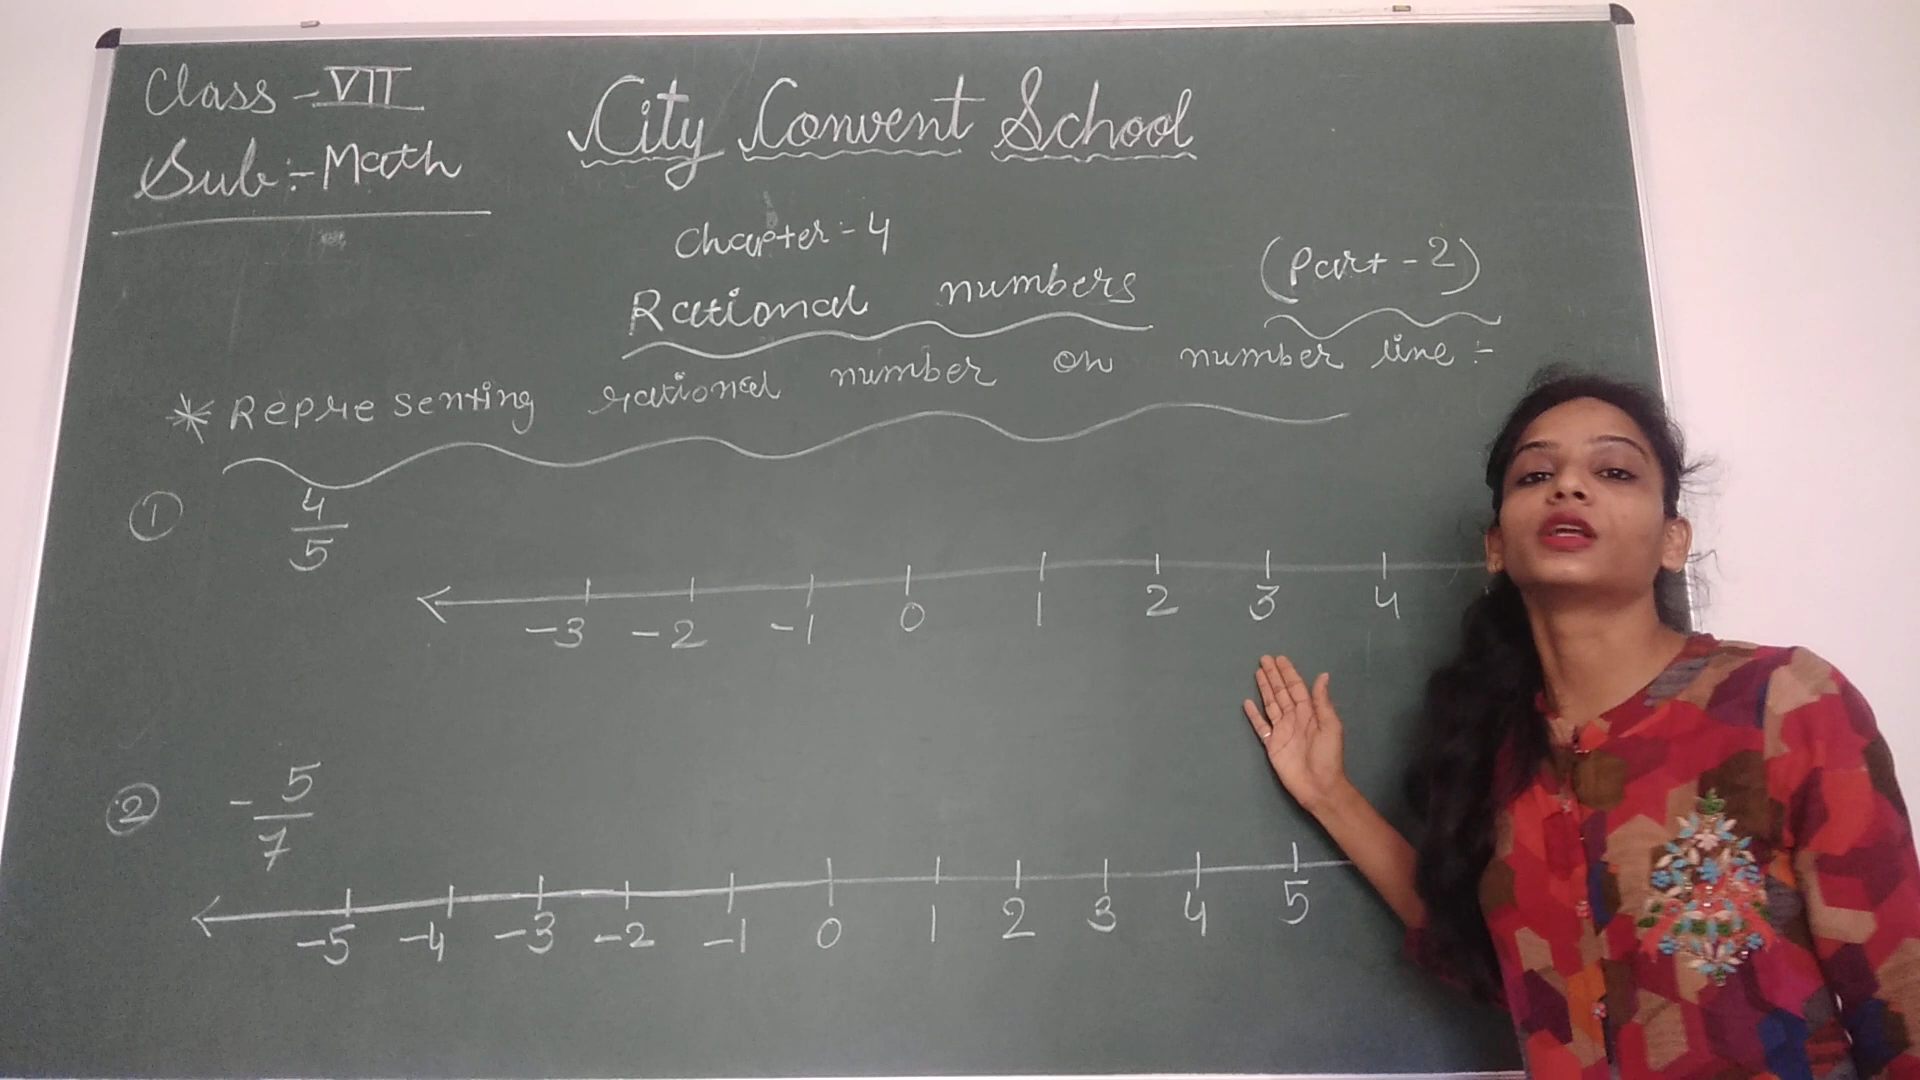 Class - VII
Sub :- Math
City Convent School
Chapter - 4
Rational numbers (Part - 2)
* Representing rational number on number line :-
① 4/5
-3 -2 -1 0 1 2 3 4
② -5/7
-5 -4 -3 -2 -1 0 1 2 3 4 5